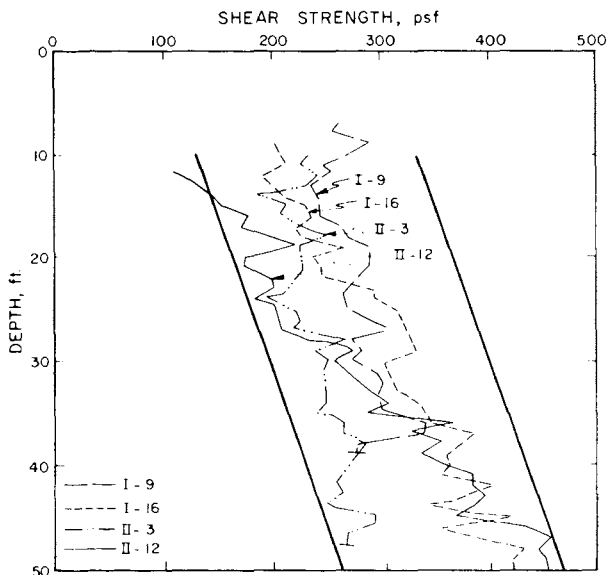 SHEAR STRENGTH, psf
0 100 200 300 400 500
0
10
20
30
40
50
DEPTH, ft.
I-9
I-16
II-3
II-12
I-9
I-16
II-3
II-12